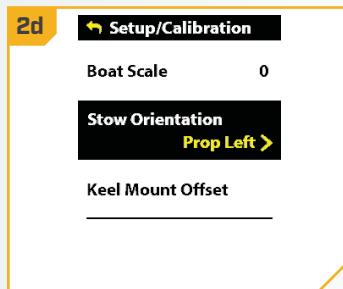 2d
Setup/Calibration
Boat Scale 0
Stow Orientation
Prop Left >
Keel Mount Offset